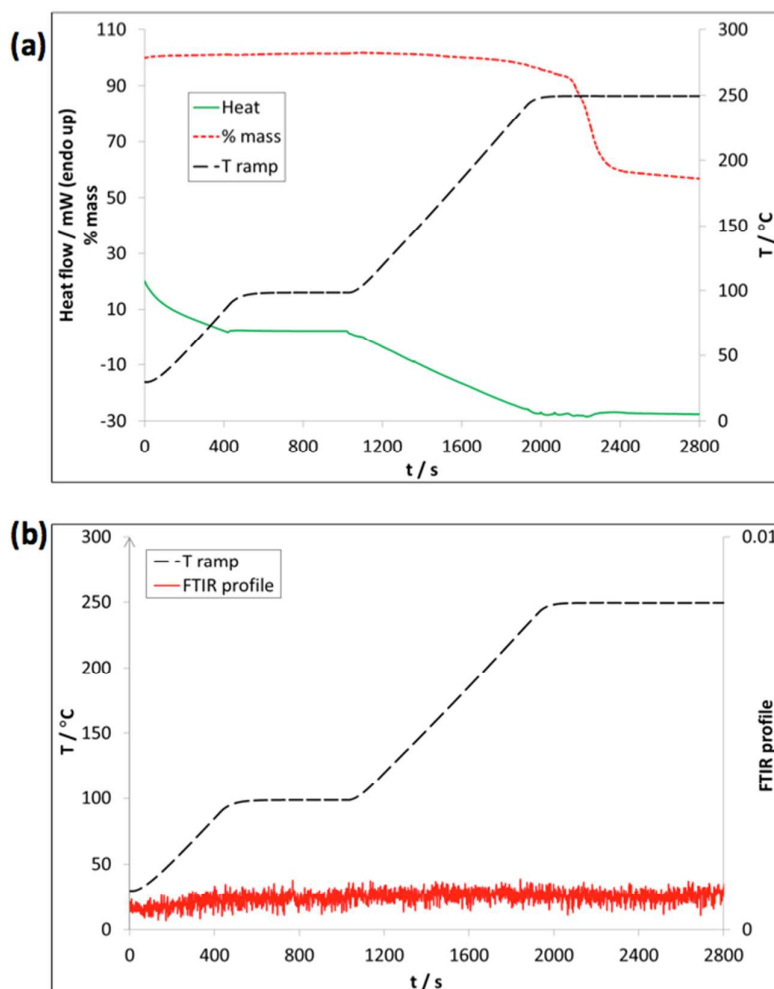 (a)
110
90
70
50
30
10
-10
-30
Heat flow / mW (endo up)
% mass
Heat
% mass
T ramp
300
250
200
150
100
50
0
T / °C
0 400 800 1200 1600 2000 2400 2800
t / s
(b)
300
250
200
150
100
50
0
T / °C
T ramp
FTIR profile
0.01
0
FTIR profile
0 400 800 1200 1600 2000 2400 2800
t / s